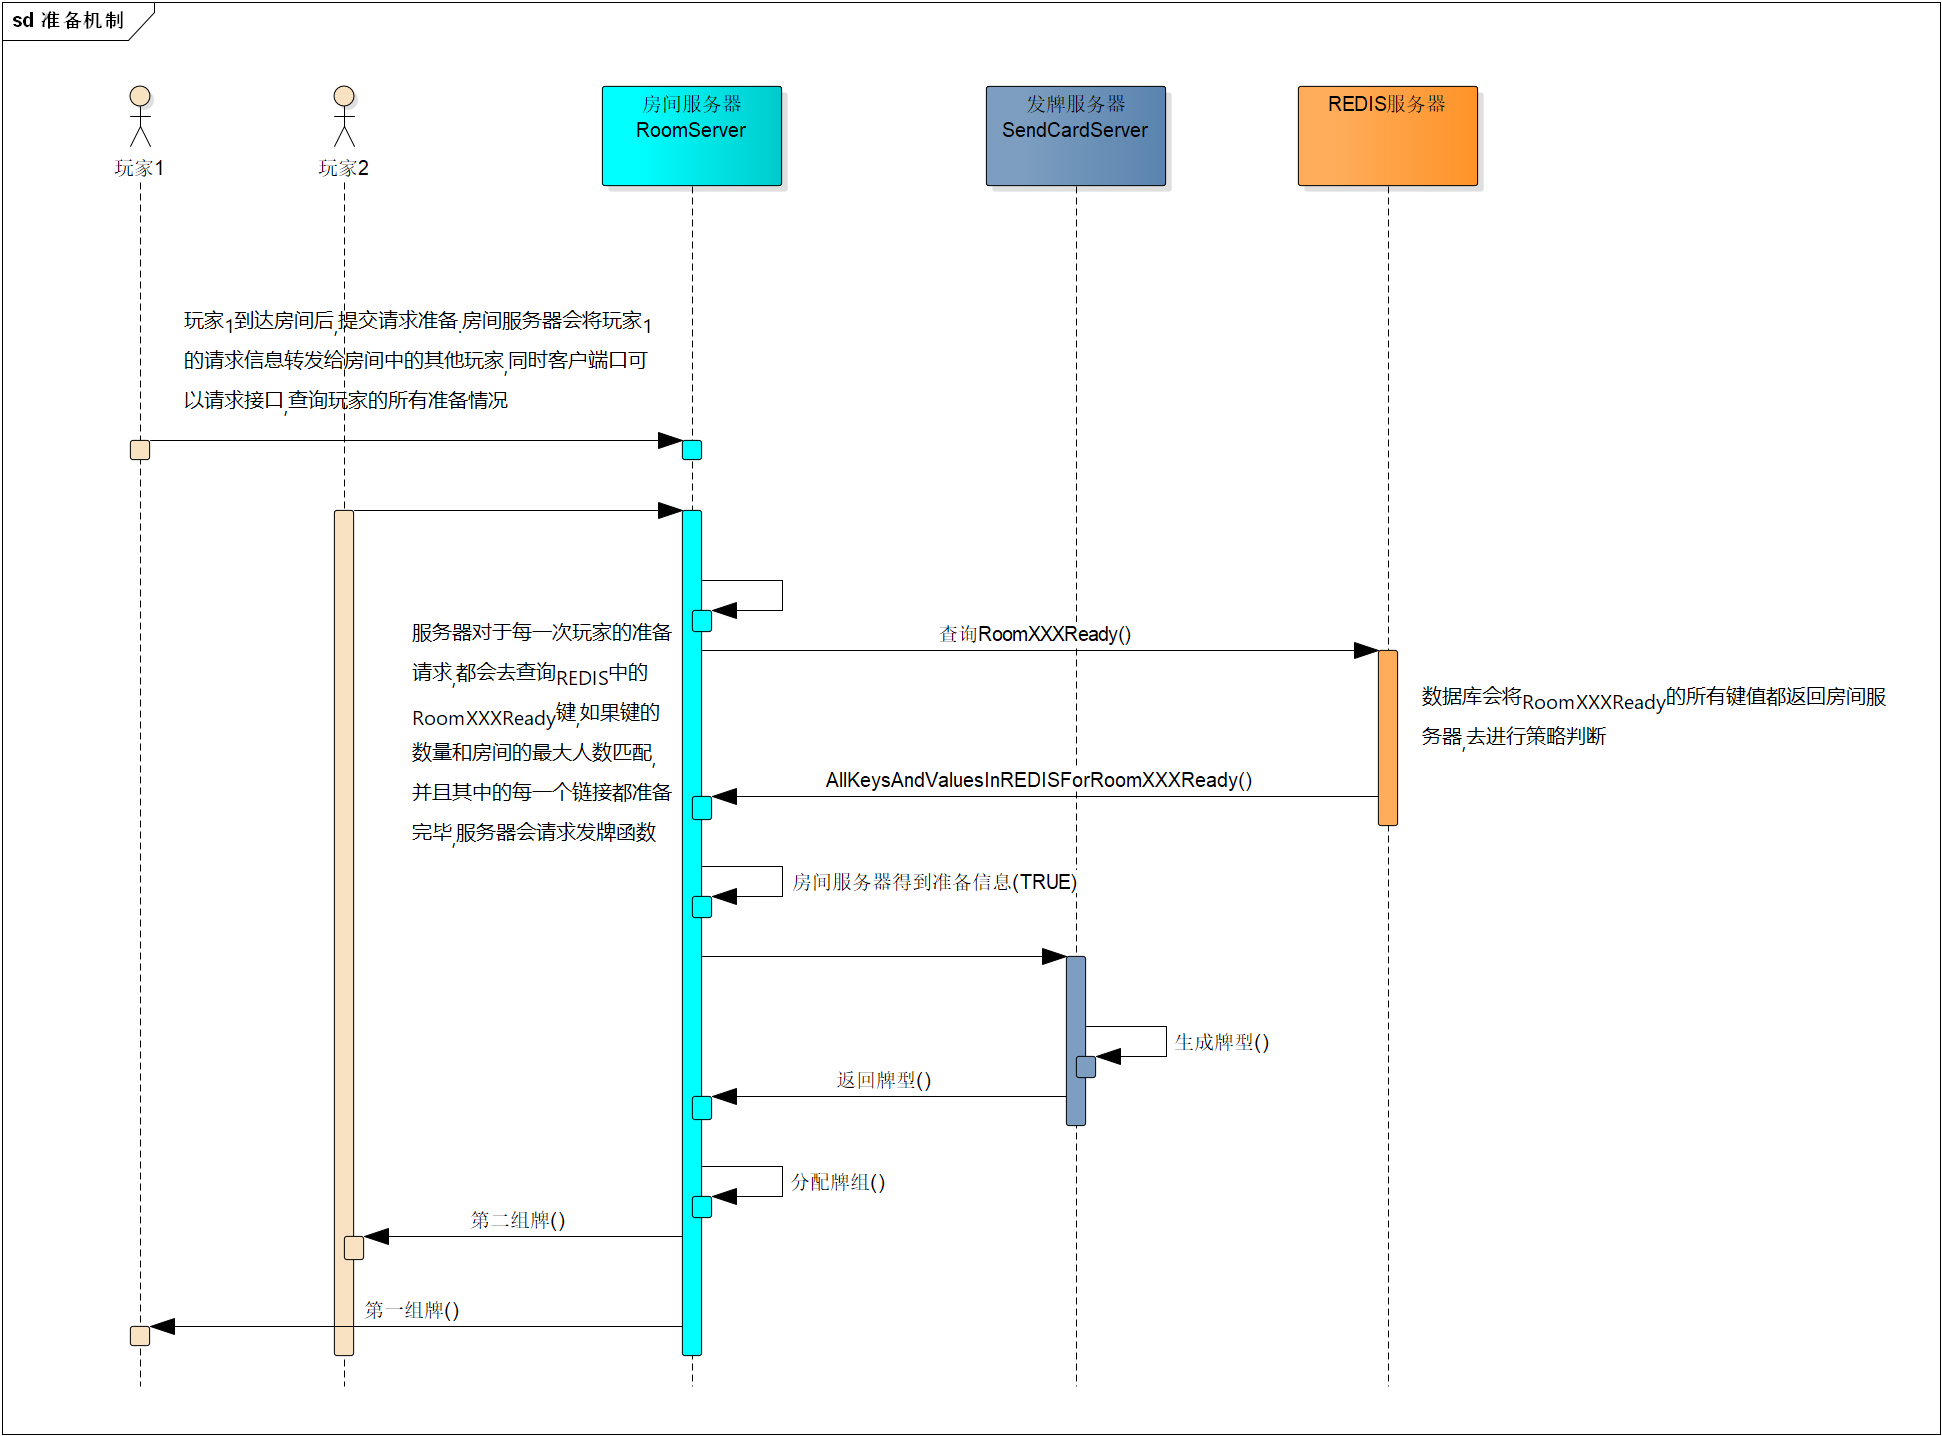 sd 准备机制
玩家1
玩家2
房间服务器
RoomServer
发牌服务器
SendCardServer
REDIS服务器
玩家1到达房间后,提交请求准备.房间服务器会将玩家1
的请求信息转发给房间中的其他玩家,同时客户端口可
以请求接口,查询玩家的所有准备情况
服务器对于每一次玩家的准备
请求,都会去查询REDIS中的
RoomXXXReady键,如果键的
数量和房间的最大人数匹配,
并且其中的每一个链接都准备
完毕,服务器会请求发牌函数
查询RoomXXXReady()
数据库会将RoomXXXReady的所有键值都返回房间服
务器,去进行策略判断
AllKeysAndValuesInREDISForRoomXXXReady()
房间服务器得到准备信息(TRUE)
生成牌型()
返回牌型()
分配牌组()
第二组牌()
第一组牌()